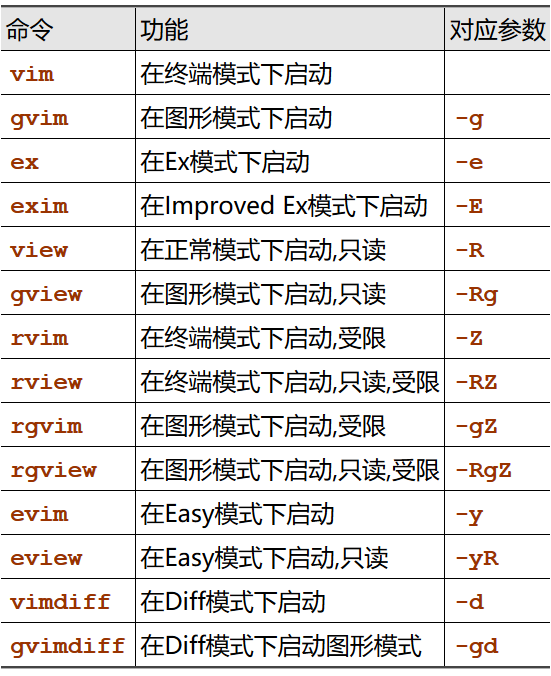 命令 功能 对应参数
vim 在终端模式下启动
gvim 在图形模式下启动 -g
ex 在Ex模式下启动 -e
exim 在Improved Ex模式下启动 -E
view 在正常模式下启动,只读 -R
gview 在图形模式下启动,只读 -Rg
rvim 在终端模式下启动,受限 -Z
rview 在终端模式下启动,只读,受限 -RZ
rgvim 在图形模式下启动,受限 -gZ
rgview 在图形模式下启动,只读,受限 -RgZ
evim 在Easy模式下启动 -y
eview 在Easy模式下启动,只读 -yR
vimdiff 在Diff模式下启动 -d
gvimdiff 在Diff模式下启动图形模式 -gd